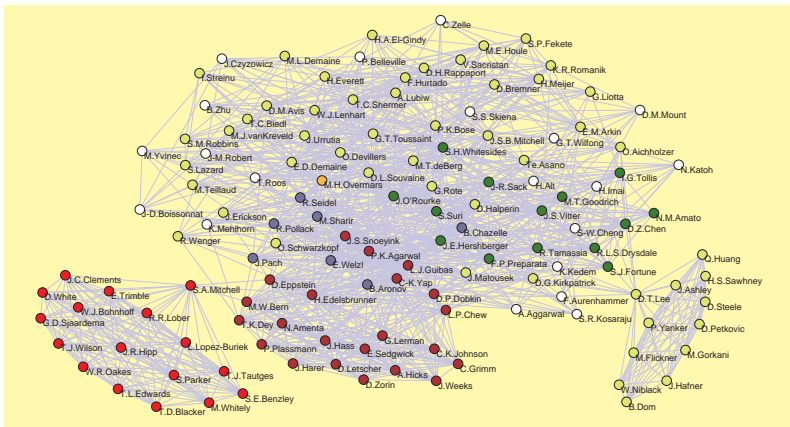 C.Zelle
H.A.El-Gindy
S.P.Fekete
M.E.Houle
J.Czyzowicz
M.L.Demaine
P.Belleville
V.Sacristan
K.R.Romanik
D.H.Rappaport
I.Streinu
H.Everett
F.Hurtado
H.Meijer
D.Bremner
G.Liotta
A.Lubiw
T.C.Shermer
B.Zhu
D.M.Avis
W.J.Lenhart
S.S.Skiena
D.M.Mount
T.C.Biedl
P.K.Bose
E.M.Arkin
M.J.vanKreveld
J.Urrutia
G.T.Toussaint
J.S.B.Mitchell
G.T.Wilfong
S.M.Robbins
S.H.Whitesides
O.Aichholzer
M.Yvinec
J-M.Robert
O.Devillers
Te.Asano
S.Lazard
E.D.Demaine
M.T.deBerg
N.Katoh
D.L.Souvaine
T.G.Tollis
T.Roos
M.H.Overmars
J-R.Sack
H.Alt
H.Imai
M.Teillaud
G.Rote
M.T.Goodrich
R.Seidel
J.O'Rourke
D.Halperin
J-D.Boissonnat
J.Erickson
M.Sharir
S.Suri
J.S.Vitter
N.M.Amato
K.Mehlhorn
R.Pollack
B.Chazelle
S-W.Cheng
D.Z.Chen
R.Wenger
O.Schwarzkopf
J.S.Snoeyink
J.E.Hershberger
R.Tamassia
R.L.S.Drysdale
P.K.Agarwal
J.Pach
E.Welzl
L.J.Guibas
F.P.Preparata
K.Kedem
S.J.Fortune
Q.Huang
J.C.Clements
D.Eppstein
B.Aronov
C-K.Yap
J.Matousek
D.G.Kirkpatrick
H.S.Sawhney
J.Ashley
D.White
E.Trimble
S.A.Mitchell
H.Edelsbrunner
D.P.Dobkin
F.Aurenhammer
D.T.Lee
D.Steele
W.J.Bohnhoff
M.W.Bern
L.P.Chew
A.Aggarwal
S.R.Kosaraju
G.D.Sjaardema
R.R.Lober
T.K.Dey
N.Amenta
P.Yanker
D.Petkovic
T.J.Wilson
J.R.Hipp
L.Lopez-Buriek
P.Plassmann
J.Hass
G.Lerman
E.Sedgwick
C.K.Johnson
M.Flickner
M.Gorkani
W.R.Oakes
S.Parker
T.J.Tautges
J.Harer
D.Letscher
A.Hicks
C.Grimm
T.L.Edwards
S.E.Benzley
D.Zorin
J.Weeks
W.Niblack
J.Hafner
T.D.Blacker
M.Whitely
B.Dom